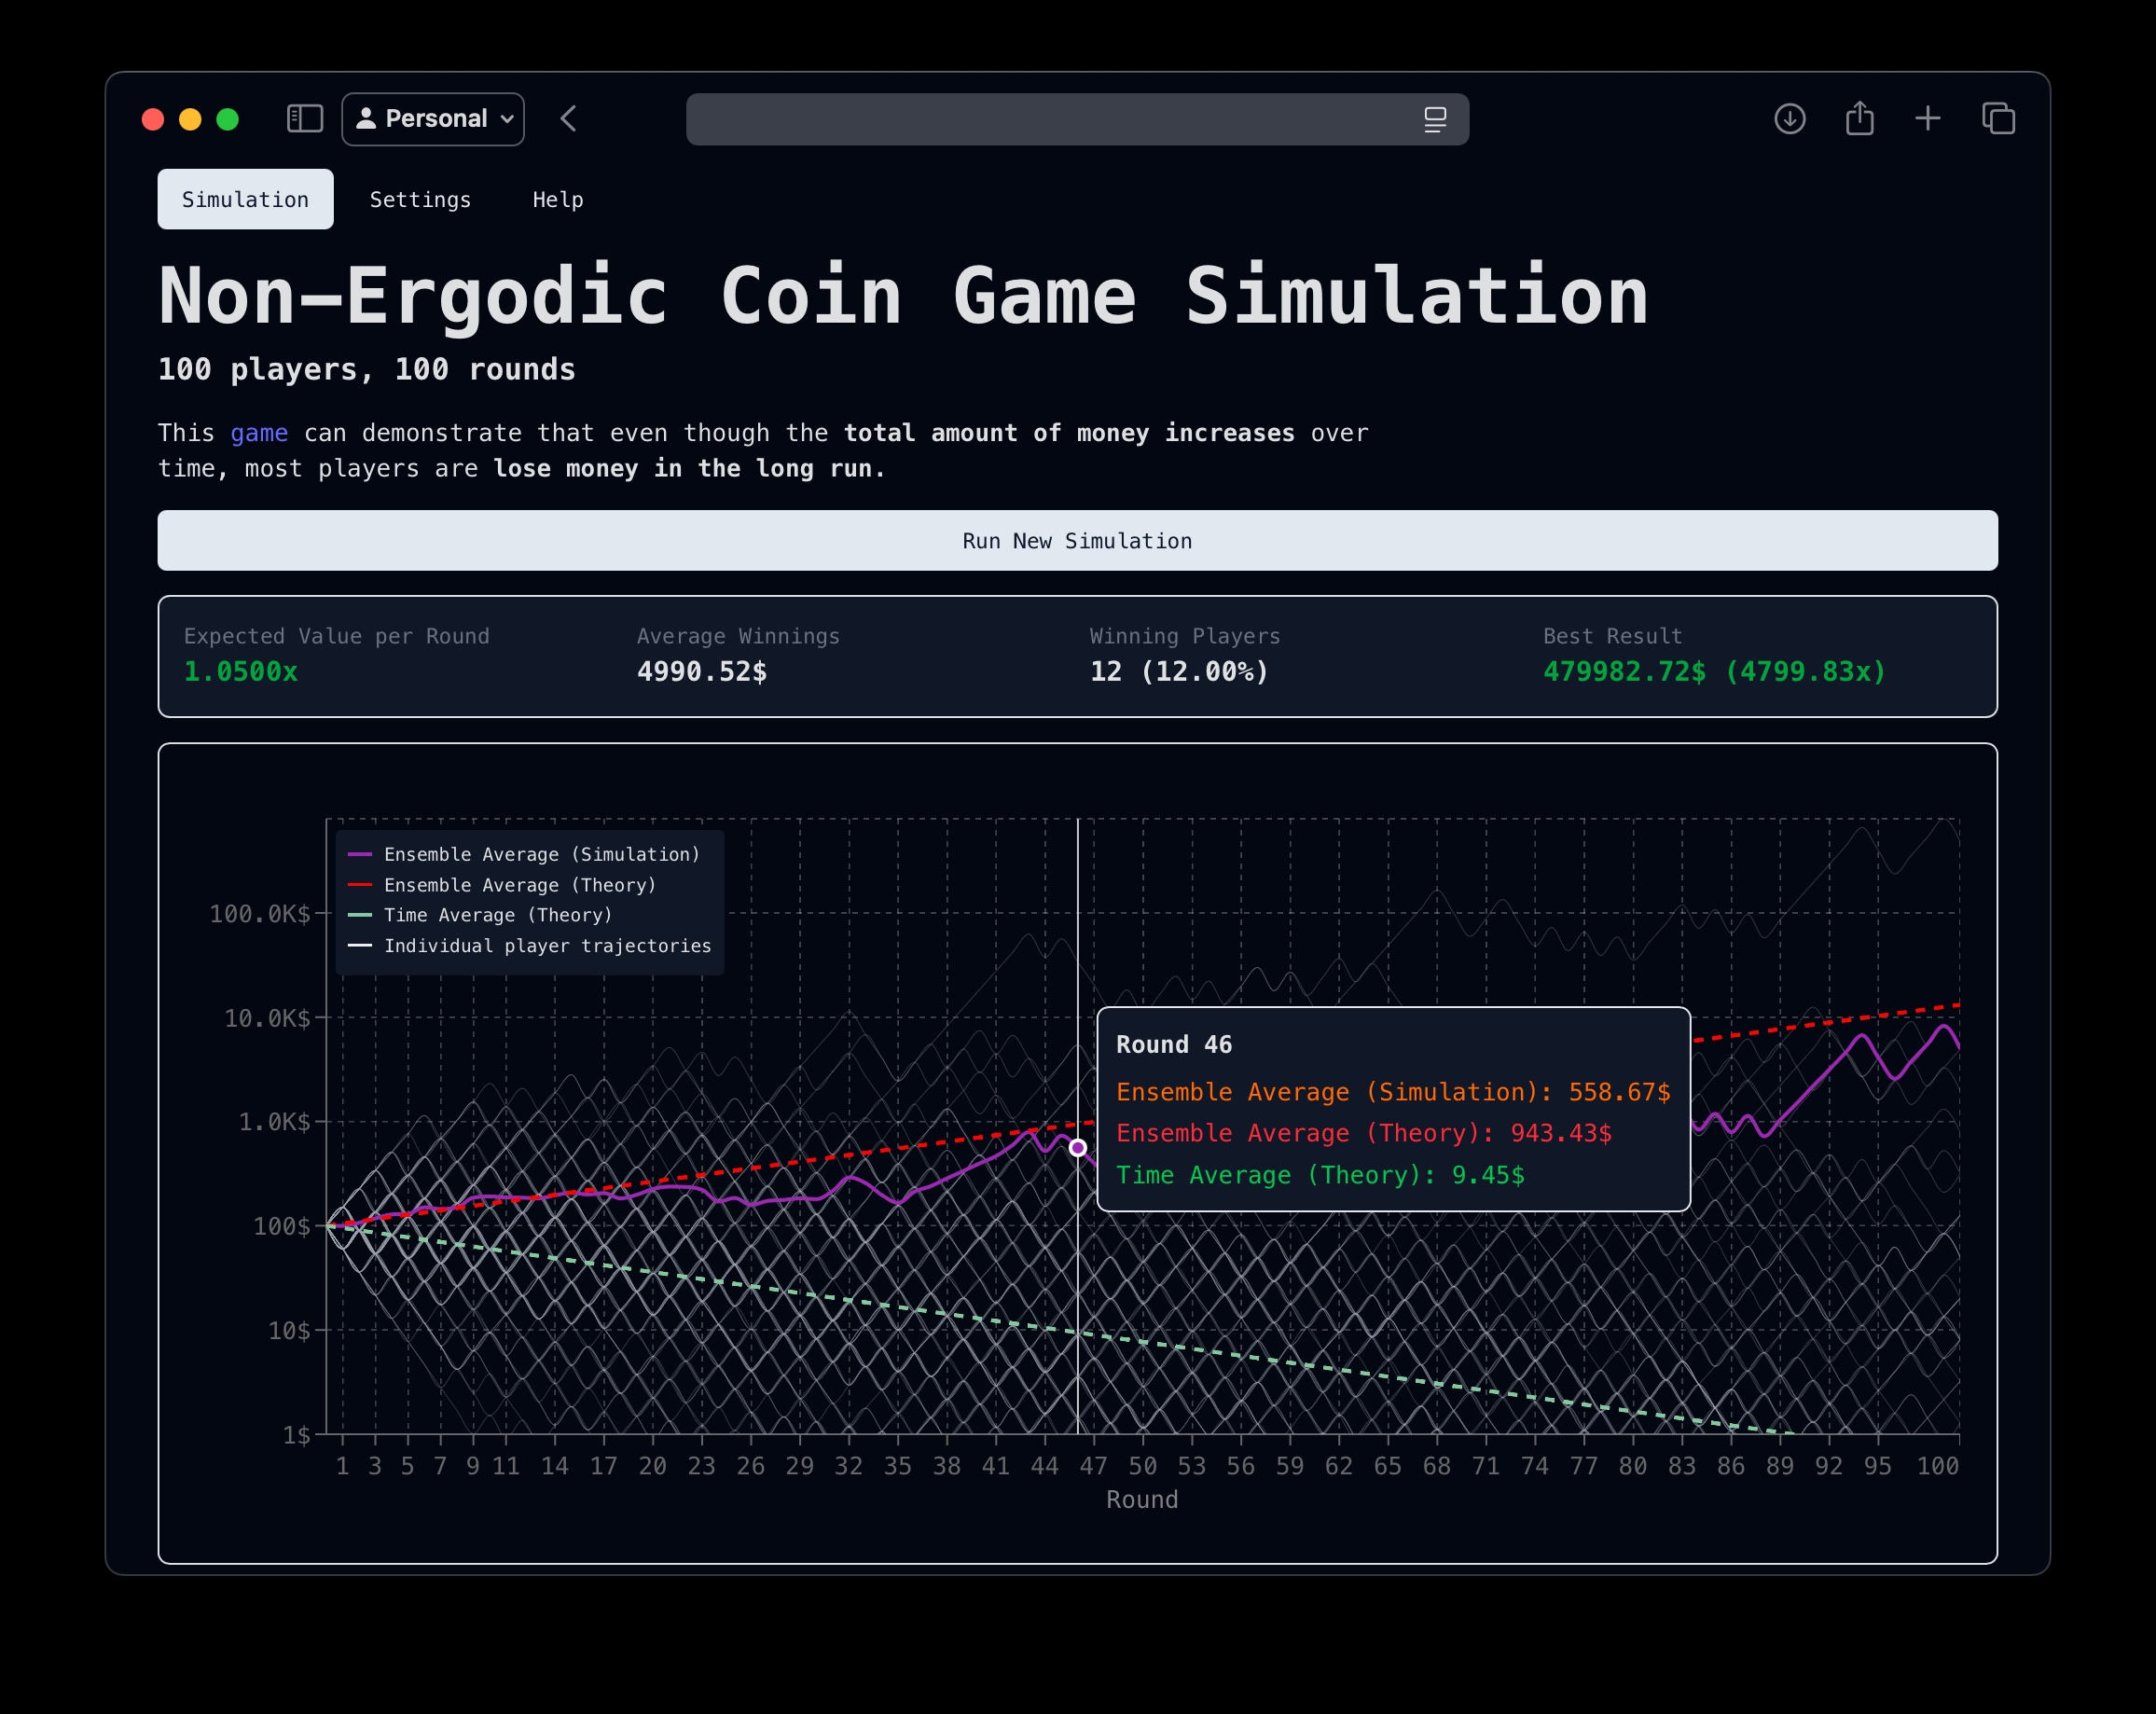 Personal
Simulation Settings Help
Non-Ergodic Coin Game Simulation
100 players, 100 rounds
This game can demonstrate that even though the total amount of money increases over
time, most players are lose money in the long run.
Run New Simulation
Expected Value per Round
1.0500x
Average Winnings
4990.52$
Winning Players
12 (12.00%)
Best Result
479982.72$ (4799.83x)
Ensemble Average (Simulation)
Ensemble Average (Theory)
Time Average (Theory)
Individual player trajectories
100.0K$
10.0K$
1.0K$
100$
10$
1$
Round 46
Ensemble Average (Simulation): 558.67$
Ensemble Average (Theory): 943.43$
Time Average (Theory): 9.45$
1 3 5 7 9 11 14 17 20 23 26 29 32 35 38 41 44 47 50 53 56 59 62 65 68 71 74 77 80 83 86 89 92 95 100
Round